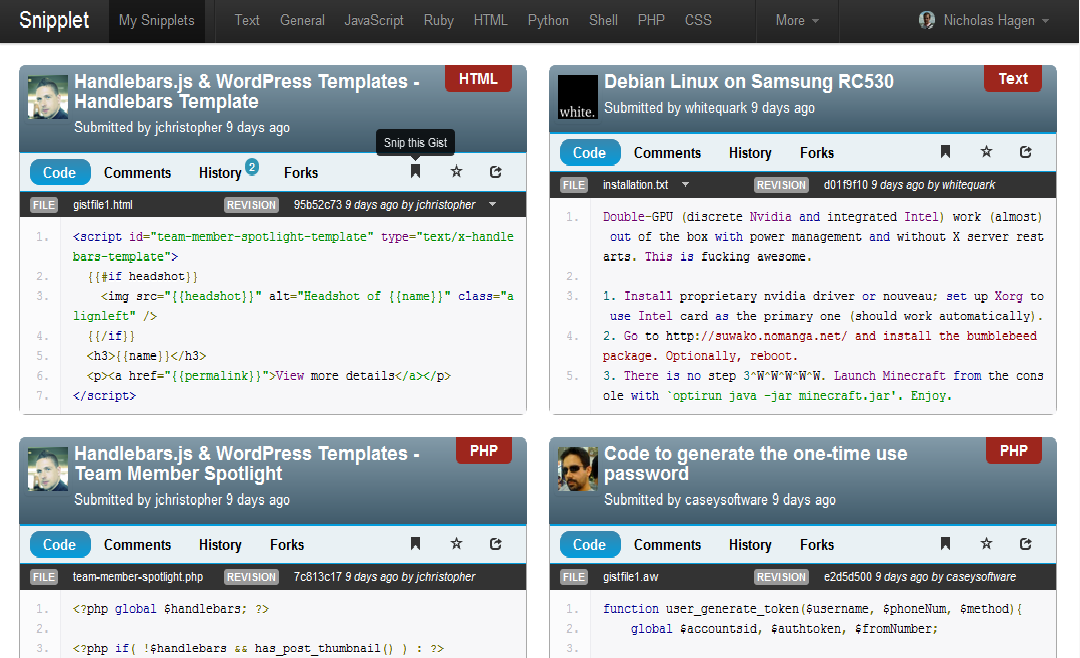 Snipplet My Snipplets Text General JavaScript Ruby HTML Python Shell PHP CSS More Nicholas Hagen
Handlebars.js & WordPress Templates -
Handlebars Template
HTML
Submitted by jchristopher 9 days ago
Snip this Gist
Code Comments History 2 Forks
FILE gistfile1.html REVISION 95b52c73 9 days ago by jchristopher
1. <script id="team-member-spotlight-template" type="text/x-handle
bars-template">
2. {{#if headshot}}
3. <img src="{{headshot}}" alt="Headshot of {{name}}" class="a
lignleft" />
4. {{/if}}
5. <h3>{{name}}</h3>
6. <p><a href="{{permalink}}">View more details</a></p>
7. </script>
white.
Debian Linux on Samsung RC530
Text
Submitted by whitequark 9 days ago
Code Comments History Forks
FILE installation.txt REVISION d01f9f10 9 days ago by whitequark
1. Double-GPU (discrete Nvidia and integrated Intel) work (almost)
out of the box with power management and without X server rest
arts. This is fucking awesome.
2.
3. 1. Install proprietary nvidia driver or nouveau; set up Xorg to
use Intel card as the primary one (should work automatically).
4. 2. Go to http://suwako.nomanga.net/ and install the bumblebeed
package. Optionally, reboot.
5. 3. There is no step 3^W^W^W^W^W. Launch Minecraft from the cons
ole with `optirun java -jar minecraft.jar'. Enjoy.
Handlebars.js & WordPress Templates -
Team Member Spotlight
PHP
Submitted by jchristopher 9 days ago
Code Comments History Forks
FILE team-member-spotlight.php REVISION 7c813c17 9 days ago by jchristopher
1. <?php global $handlebars; ?>
2.
3. <?php if( !$handlebars && has_post_thumbnail() ) : ?>
Code to generate the one-time use
password
PHP
Submitted by caseysoftware 9 days ago
Code Comments History Forks
FILE gistfile1.aw REVISION e2d5d500 9 days ago by caseysoftware
1. function user_generate_token($username, $phoneNum, $method){
2. global $accountsid, $authtoken, $fromNumber;
3.